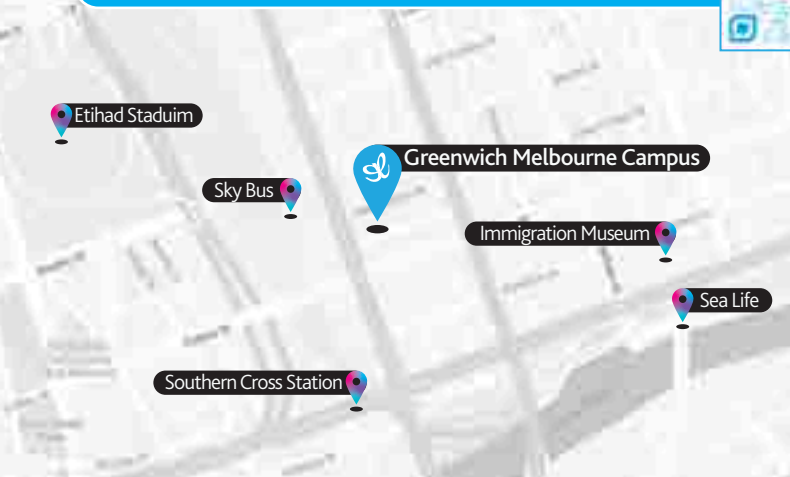 Etihad Staduim
Greenwich Melbourne Campus
Sky Bus
Immigration Museum
Sea Life
Southern Cross Station